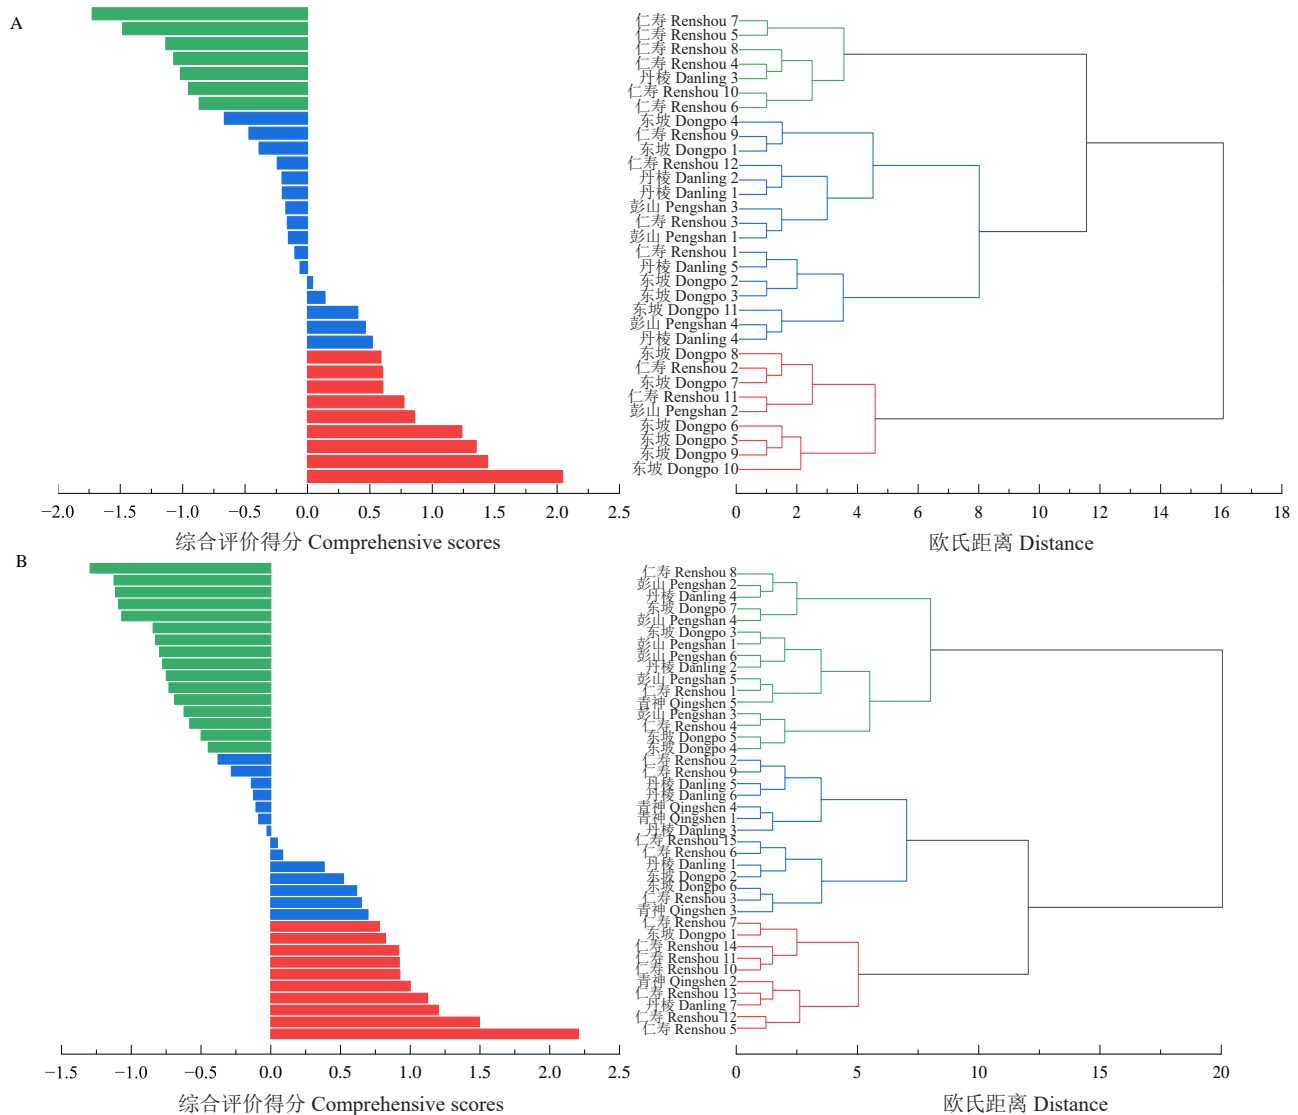 A
仁寿 Renshou 7
仁寿 Renshou 5
仁寿 Renshou 8
仁寿 Renshou 4
丹棱 Danling 3
仁寿 Renshou 10
仁寿 Renshou 6
东坡 Dongpo 4
仁寿 Renshou 9
东坡 Dongpo 1
仁寿 Renshou 12
丹棱 Danling 2
丹棱 Danling 1
彭山 Pengshan 3
仁寿 Renshou 3
彭山 Pengshan 1
仁寿 Renshou 1
丹棱 Danling 5
东坡 Dongpo 2
东坡 Dongpo 3
东坡 Dongpo 11
彭山 Pengshan 4
丹棱 Danling 4
东坡 Dongpo 8
仁寿 Renshou 2
东坡 Dongpo 7
仁寿 Renshou 11
彭山 Pengshan 2
东坡 Dongpo 6
东坡 Dongpo 5
东坡 Dongpo 9
东坡 Dongpo 10
−2.0 −1.5 −1.0 −0.5 0.0 0.5 1.0 1.5 2.0 2.5
综合评价得分 Comprehensive scores
0 2 4 6 8 10 12 14 16 18
欧氏距离 Distance
B
仁寿 Renshou 8
彭山 Pengshan 2
丹棱 Danling 4
东坡 Dongpo 7
彭山 Pengshan 4
东坡 Dongpo 3
彭山 Pengshan 1
彭山 Pengshan 6
丹棱 Danling 2
彭山 Pengshan 5
仁寿 Renshou 1
青神 Qingshen 5
彭山 Pengshan 3
仁寿 Renshou 4
东坡 Dongpo 5
东坡 Dongpo 4
仁寿 Renshou 2
仁寿 Renshou 9
丹棱 Danling 5
丹棱 Danling 6
青神 Qingshen 4
青神 Qingshen 1
丹棱 Danling 3
仁寿 Renshou 15
仁寿 Renshou 6
丹棱 Danling 1
东坡 Dongpo 2
东坡 Dongpo 6
仁寿 Renshou 3
青神 Qingshen 3
仁寿 Renshou 7
东坡 Dongpo 1
仁寿 Renshou 14
仁寿 Renshou 11
仁寿 Renshou 10
青神 Qingshen 2
仁寿 Renshou 13
丹棱 Danling 7
仁寿 Renshou 12
仁寿 Renshou 5
−1.5 −1.0 −0.5 0.0 0.5 1.0 1.5 2.0 2.5
综合评价得分 Comprehensive scores
0 5 10 15 20
欧氏距离 Distance